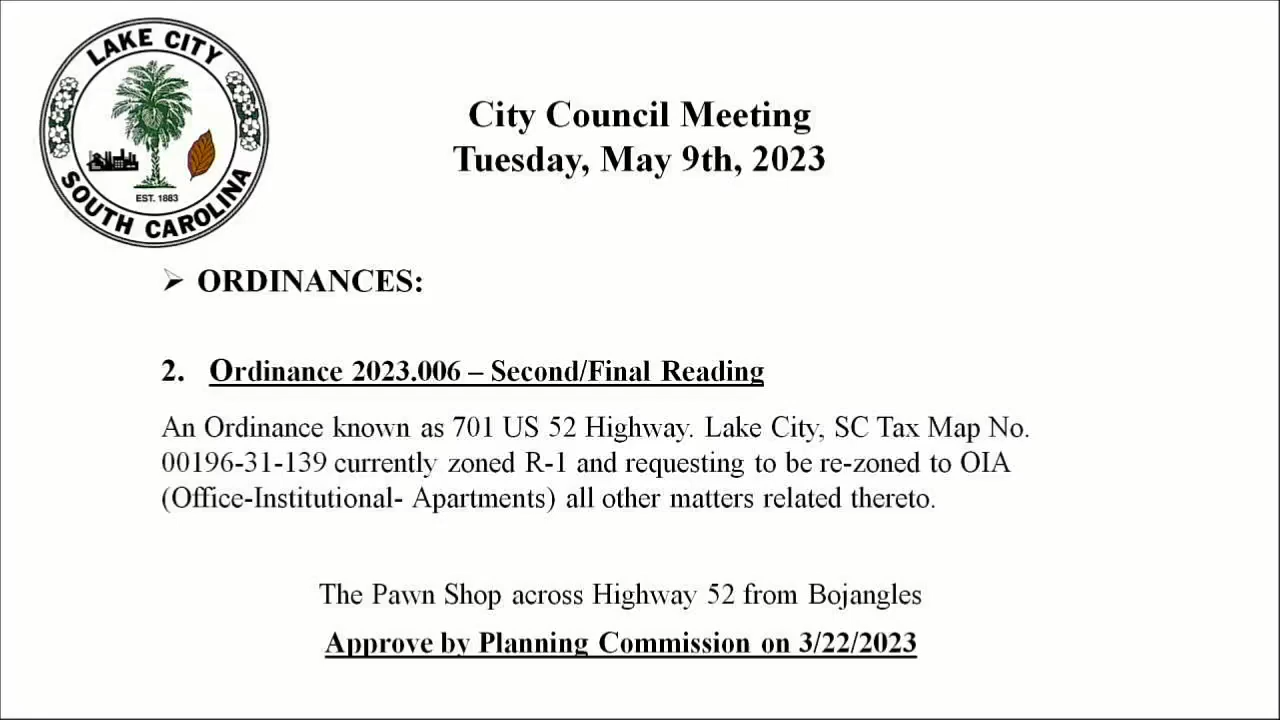 LAKE CITY
EST. 1883
SOUTH CAROLINA
City Council Meeting
Tuesday, May 9th, 2023
➢ ORDINANCES:
2. Ordinance 2023.006 – Second/Final Reading
An Ordinance known as 701 US 52 Highway. Lake City, SC Tax Map No.
00196-31-139 currently zoned R-1 and requesting to be re-zoned to OIA
(Office-Institutional- Apartments) all other matters related thereto.
The Pawn Shop across Highway 52 from Bojangles
Approve by Planning Commission on 3/22/2023